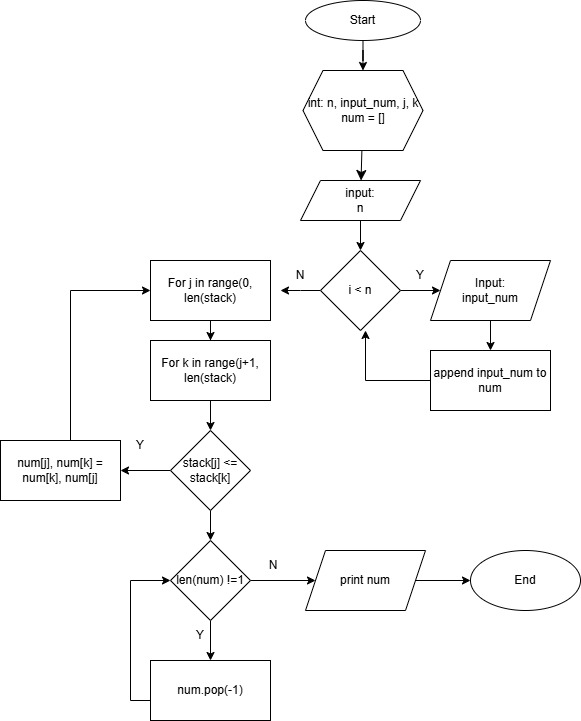 Start
int: n, input_num, j, k
num = []
input:
n
i < n
N
Y
Input:
input_num
append input_num to
num
For j in range(0,
len(stack)
For k in range(j+1,
len(stack)
stack[j] <=
stack[k]
Y
num[j], num[k] =
num[k], num[j]
len(num) !=1
N
print num
End
Y
num.pop(-1)